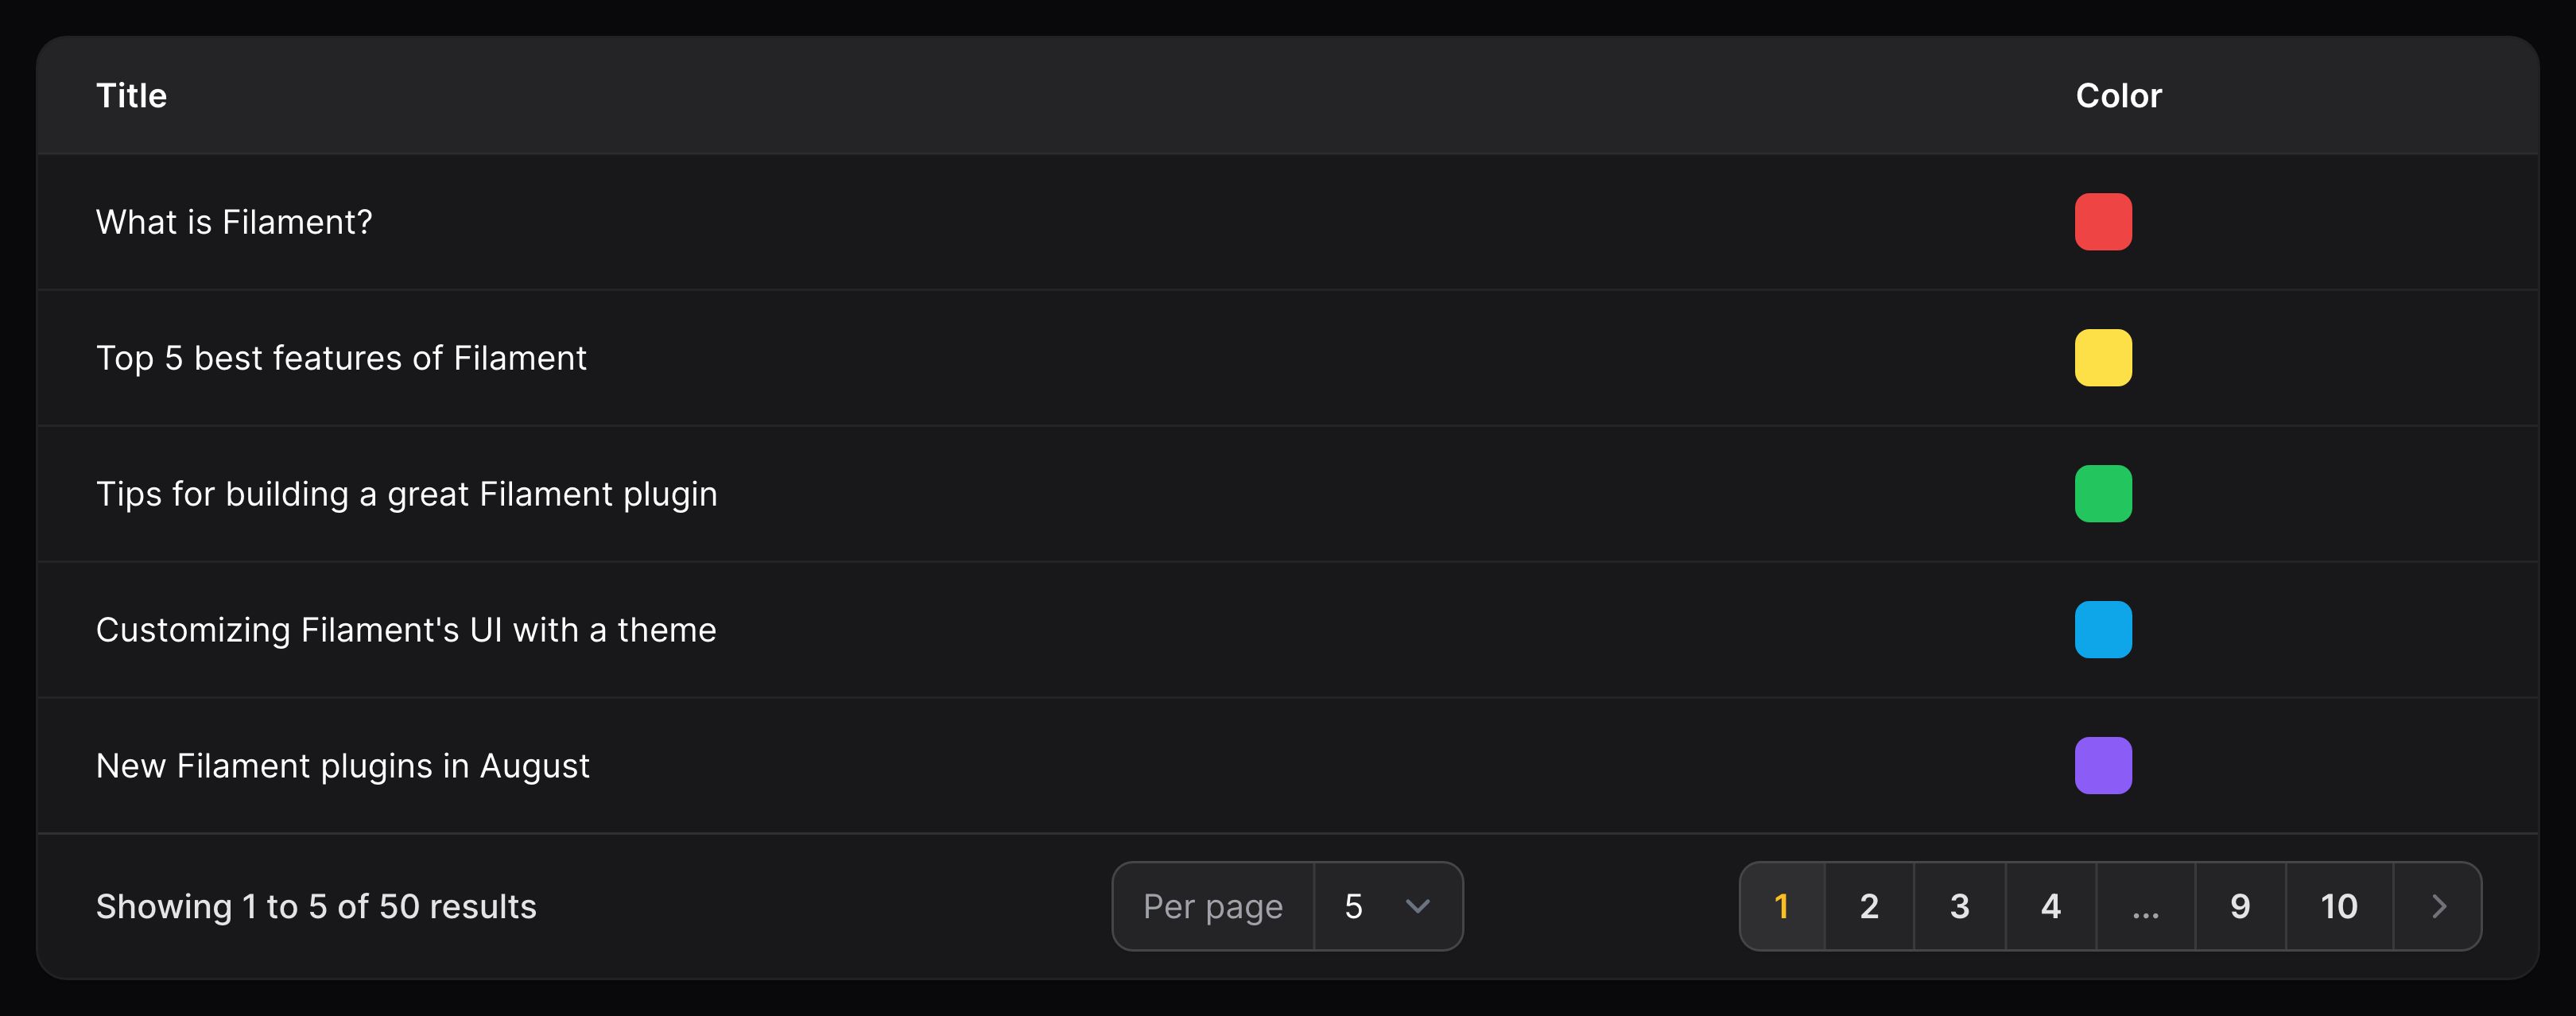 Title Color
What is Filament?
Top 5 best features of Filament
Tips for building a great Filament plugin
Customizing Filament's UI with a theme
New Filament plugins in August
Showing 1 to 5 of 50 results Per page 5 1 2 3 4 ... 9 10